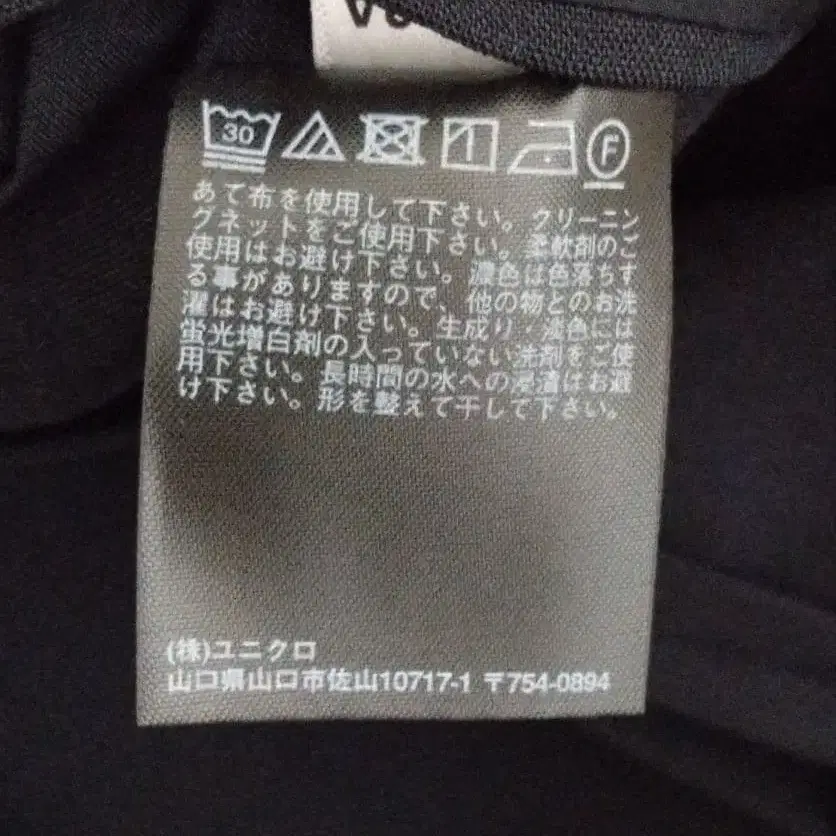 30
F
あて布を使用して下さい。クリーニン
グネットをご使用下さい。柔軟剤のご
使用はお避け下さい。濃色は色落ちす
る事がありますので、他の物とのお洗
濯はお避け下さい。生成り・淡色には
蛍光増白剤の入っていない洗剤をご使
用下さい。長時間の水への浸漬はお避
け下さい。形を整えて干して下さい。
(株)ユニクロ
山口県山口市佐山10717-1 〒754-0894